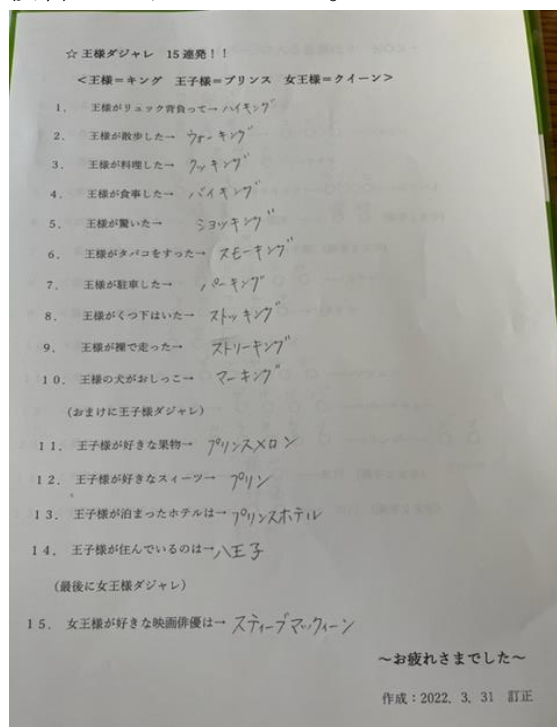 ☆王様ダジャレ 15連発！！
＜王様＝キング 王子様＝プリンス 女王様＝クイーン＞
1． 王様がリュック背負って→ハイキング
2． 王様が散歩した→ウォーキング
3． 王様が料理した→クッキング
4． 王様が食事した→バイキング
5． 王様が驚いた→ショッキング
6． 王様がタバコをすった→スモーキング
7． 王様が駐車した→パーキング
8． 王様がくつ下はいた→ストッキング
9． 王様が裸で走った→ストリーキング
10． 王様の犬がおしっこ→マーキング
（おまけに王子様ダジャレ）
11． 王子様が好きな果物→プリンスメロン
12． 王子様が好きなスィーツ→プリン
13． 王子様が泊まったホテルは→プリンスホテル
14． 王子様が住んでいるのは→八王子
（最後に女王様ダジャレ）
15． 女王様が好きな映画俳優は→スティーブマックィーン
～お疲れさまでした～
作成：2022．3．31 訂正